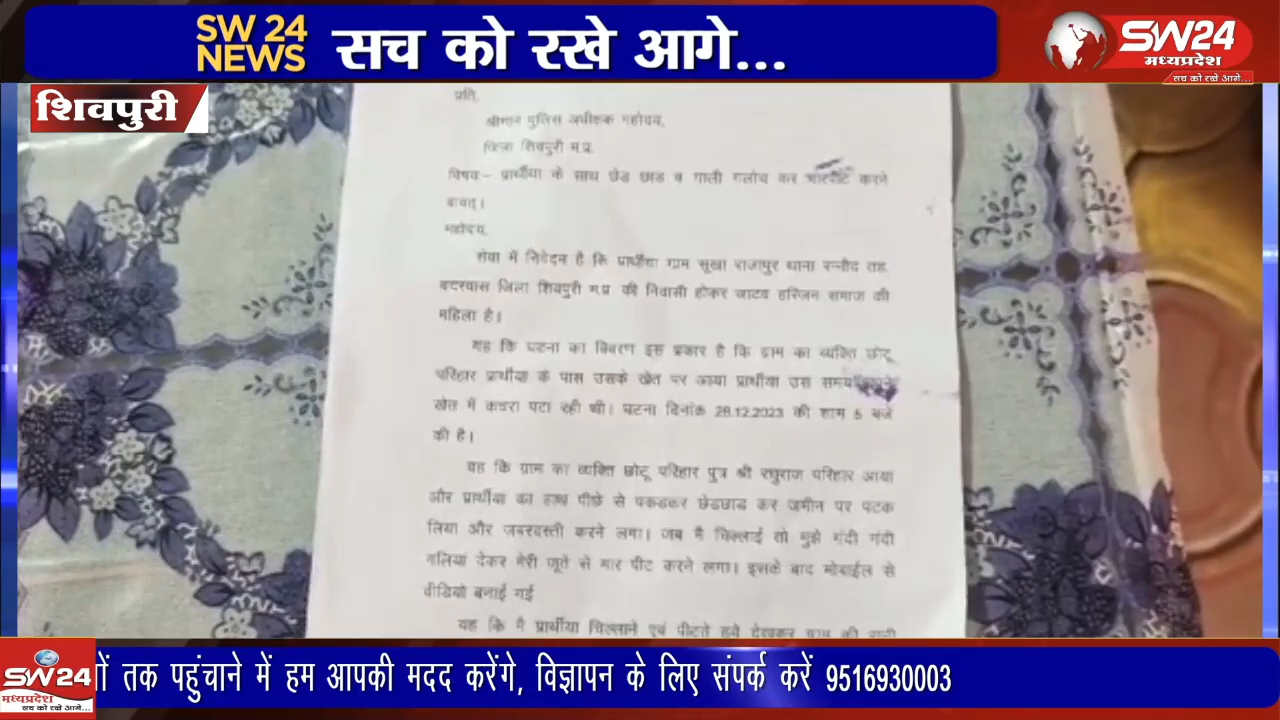 SW 24
NEWS
सच को रखे आगे...
SW24
मध्यप्रदेश
सच को रखे आगे...
शिवपुरी
प्रति,
श्रीमान पुलिस अधीक्षक महोदय,
जिला शिवपुरी म.प्र.
विषय:- प्रार्थीया के साथ छेड छाड व गाली गलोच कर मारपीट करने
बावत्।
महोदय,
सेवा में निवेदन है कि प्रार्थीया ग्राम सूखा राजापुर थाना रन्नौद तह.
बदरवास जिला शिवपुरी म.प्र. की निवासी होकर जाटव हरिजन समाज की
महिला है।
यह कि घटना का विवरण इस प्रकार है कि ग्राम का व्यक्ति छोटू
परिहार प्रार्थीया के पास उसके खेत पर आया प्रार्थीया उस समय अपने
खेत में कचरा पटा रही थी। घटना दिनांक 28.12.2023 की शाम 5 बजे
की है।
यह कि ग्राम का व्यक्ति छोटू परिहार पुत्र श्री रघुराज परिहार आया
और प्रार्थीया का हाथ पीछे से पकडकर छेडछाड कर जमीन पर पटक
लिया और जबरदस्ती करने लगा। जब मै चिल्लाई तो मुझे गंदी गंदी
गलियां देकर मेरी जूते से मार पीट करने लगा। इसके बाद मोबाईल से
वीडियो बनाई गई
यह कि मै प्रार्थीया चिल्लाने एवं पीटते हुये देखकर
SW24
मध्यप्रदेश
सच को रखे आगे...
तक पहुंचाने में हम आपकी मदद करेंगे, विज्ञापन के लिए संपर्क करें 9516930003